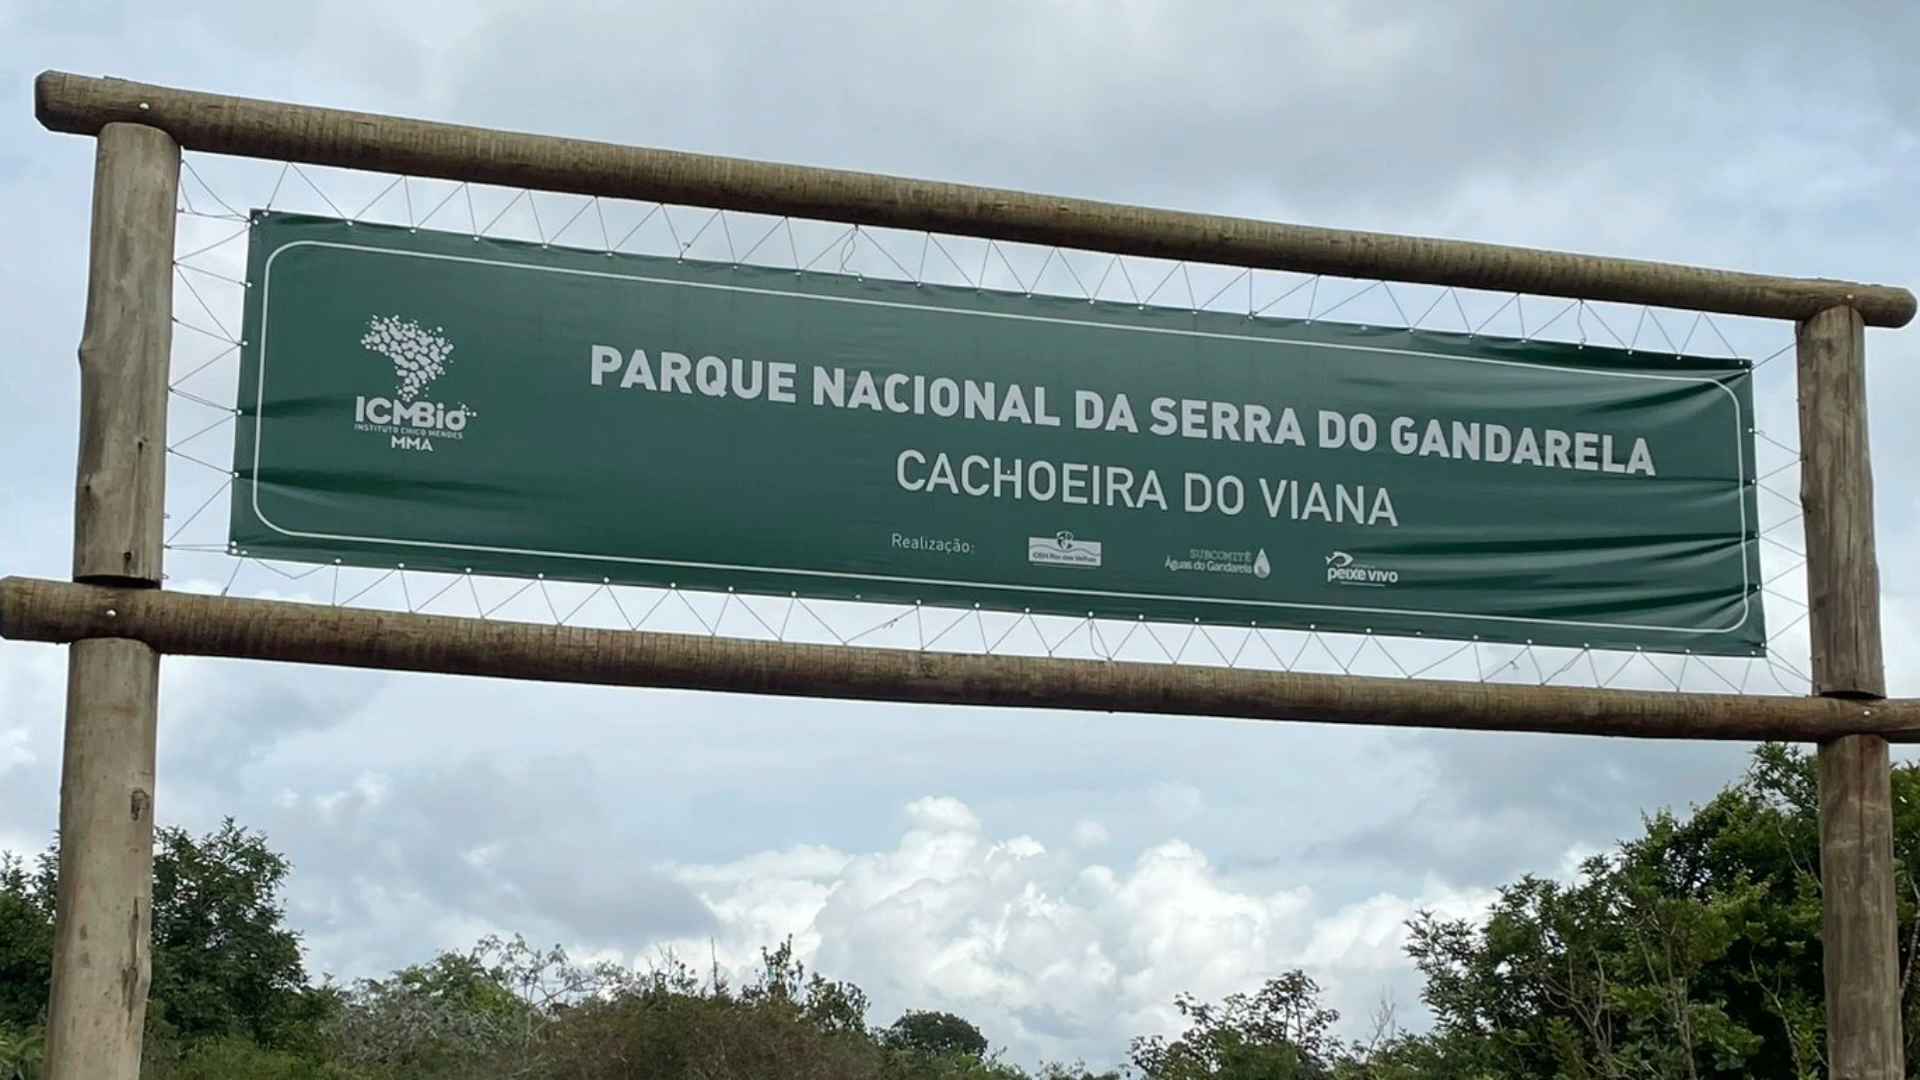 PARQUE NACIONAL DA SERRA DO GANDARELA
CACHOEIRA DO VIANA
ICMBio
INSTITUTO CHICO MENDES
MMA
Realização:
CBH Rio das Velhas
SUBCOMITÊ
Águas do Gandarela
peixe vivo